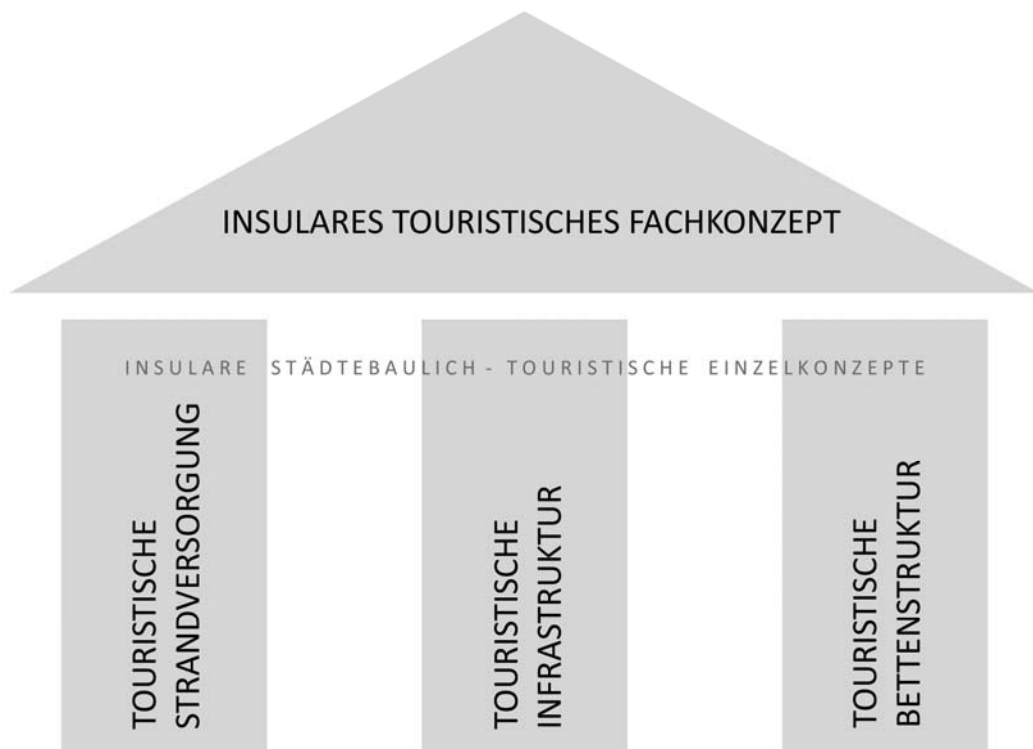 INSULARES TOURISTISCHES FACHKONZEPT
INSULARE STÄDTEBAULICH - TOURISTISCHE EINZELKONZEPTE
TOURISTISCHE
STRANDVERSORGUNG
TOURISTISCHE
INFRASTRUKTUR
TOURISTISCHE
BETTENSTRUKTUR